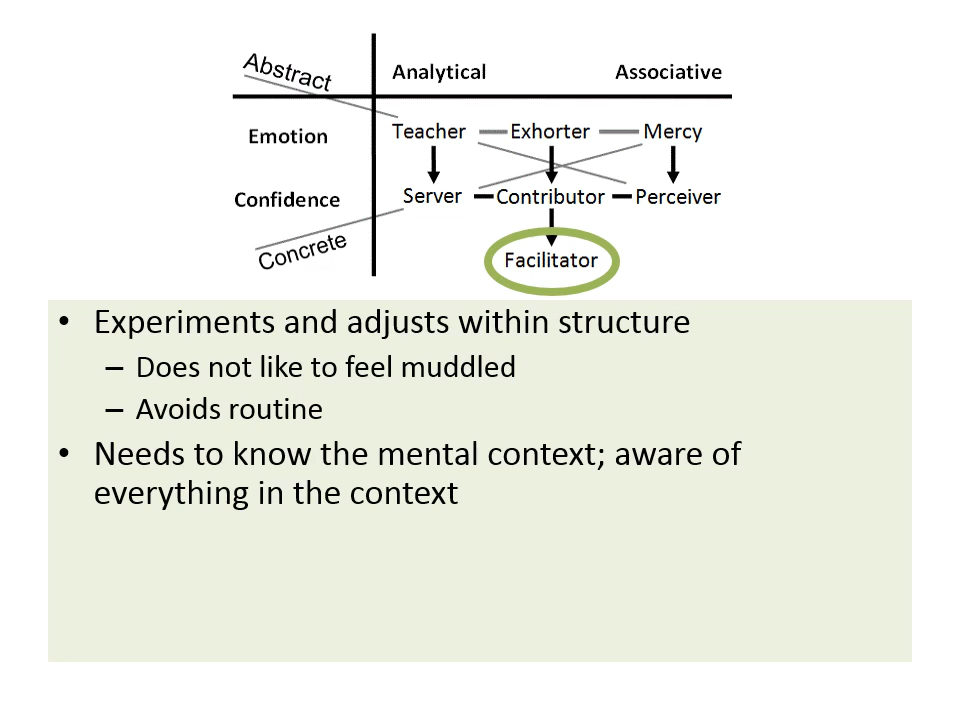 Abstract
Analytical
Associative
Emotion
Teacher
Exhorter
Mercy
Confidence
Server
Contributor
Perceiver
Concrete
Facilitator
• Experiments and adjusts within structure
– Does not like to feel muddled
– Avoids routine
• Needs to know the mental context; aware of
everything in the context